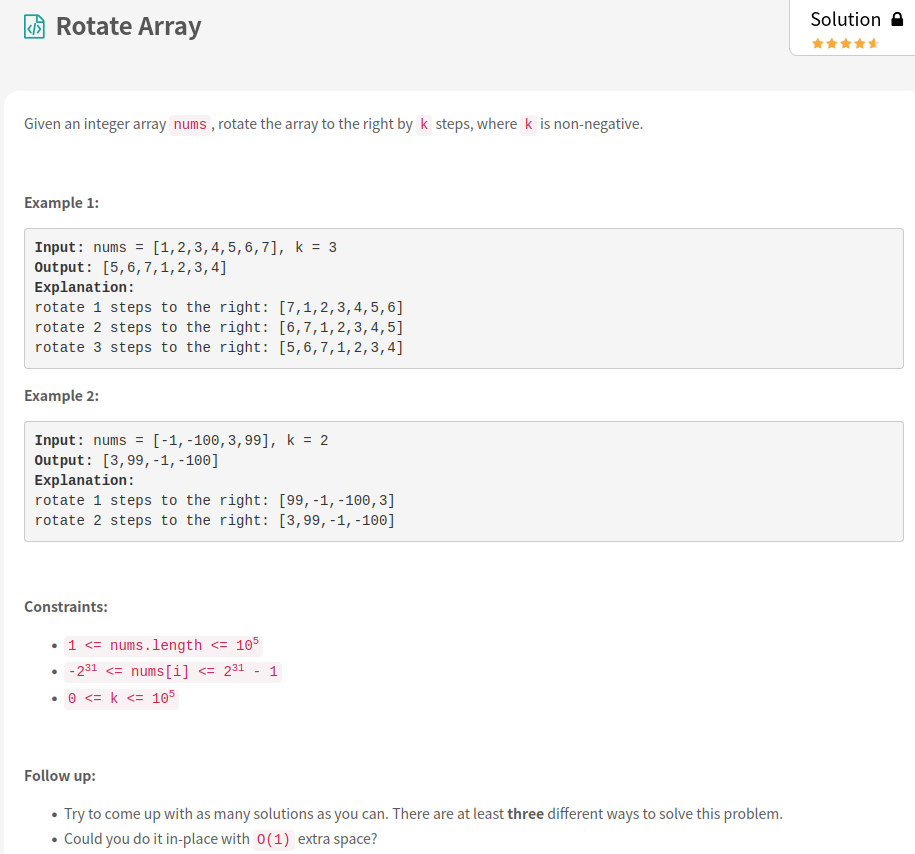 Rotate Array
Solution
Given an integer array nums, rotate the array to the right by k steps, where k is non-negative.
Example 1:
Input: nums = [1,2,3,4,5,6,7], k = 3
Output: [5,6,7,1,2,3,4]
Explanation:
rotate 1 steps to the right: [7,1,2,3,4,5,6]
rotate 2 steps to the right: [6,7,1,2,3,4,5]
rotate 3 steps to the right: [5,6,7,1,2,3,4]
Example 2:
Input: nums = [-1,-100,3,99], k = 2
Output: [3,99,-1,-100]
Explanation:
rotate 1 steps to the right: [99,-1,-100,3]
rotate 2 steps to the right: [3,99,-1,-100]
Constraints:
• 1 <= nums.length <= 10⁵
• -2³¹ <= nums[i] <= 2³¹ - 1
• 0 <= k <= 10⁵
Follow up:
• Try to come up with as many solutions as you can. There are at least three different ways to solve this problem.
• Could you do it in-place with O(1) extra space?